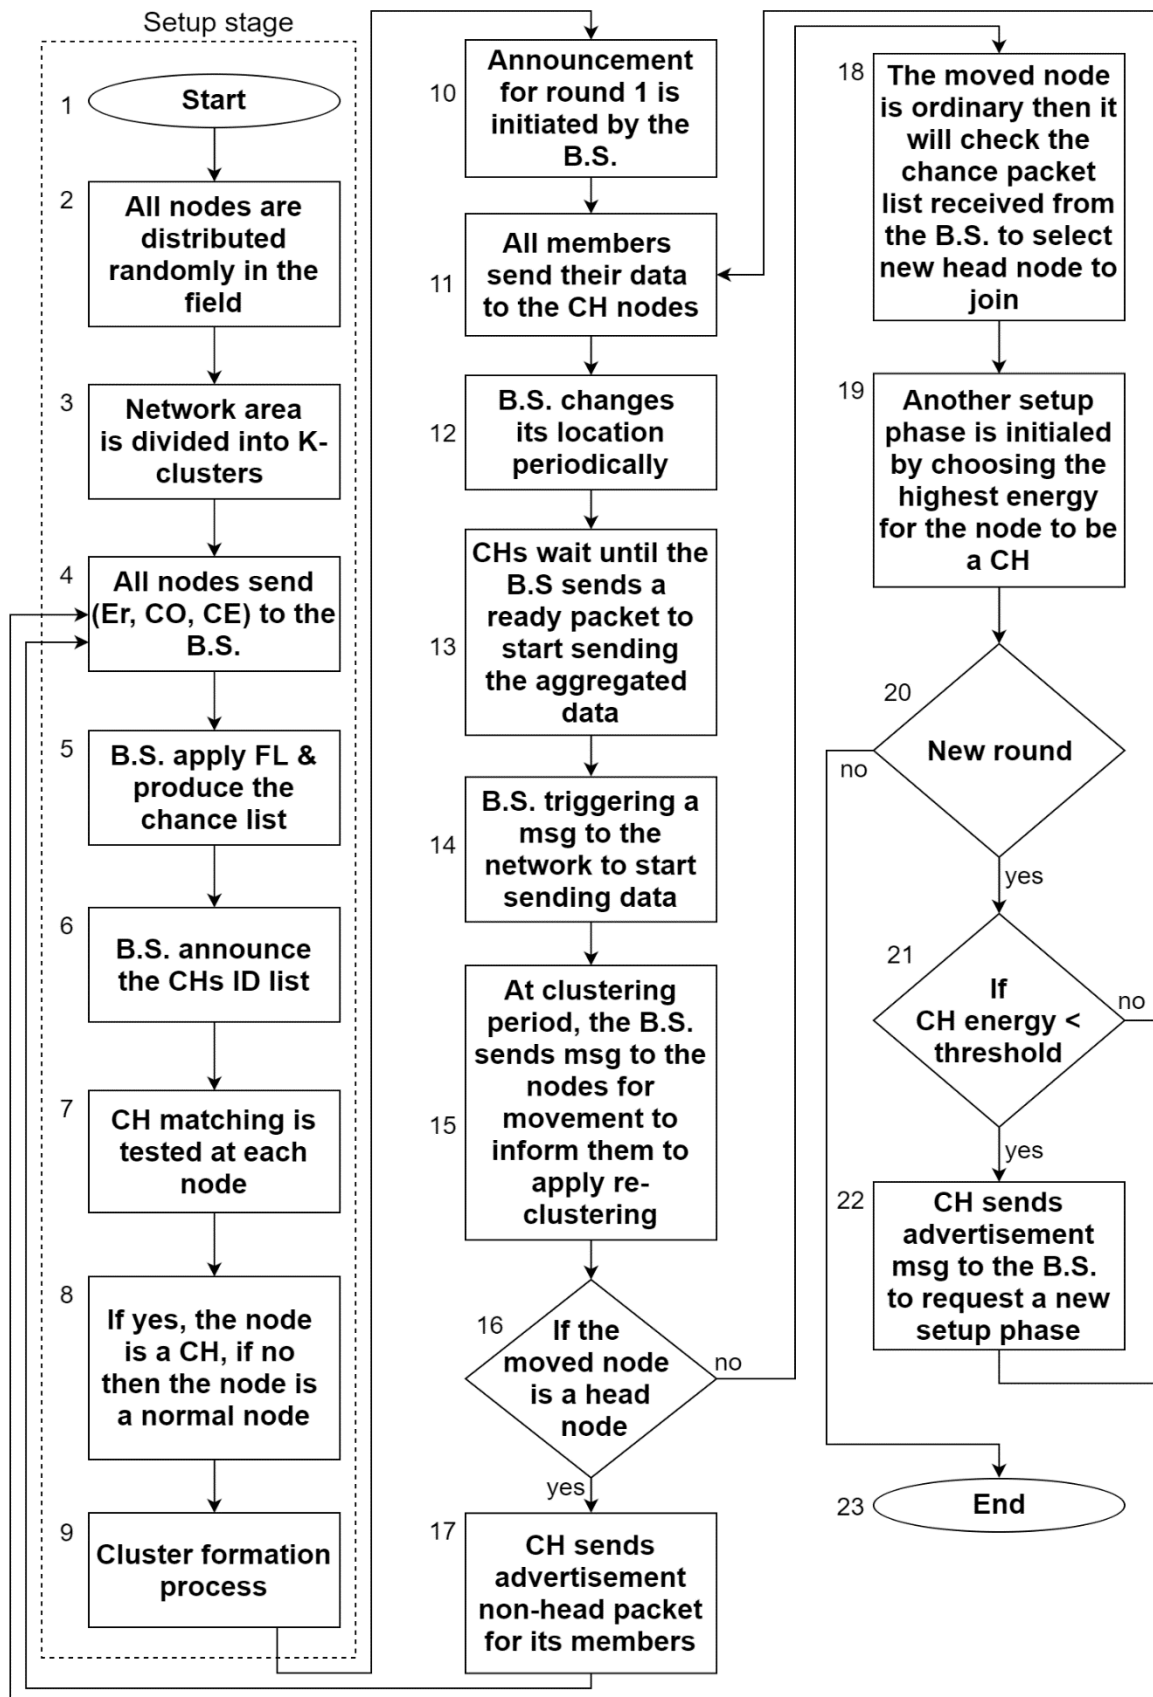 Setup stage
1
Start
2
All nodes are
distributed
randomly in the
field
3
Network area
is divided into K-
clusters
4
All nodes send
(Er, CO, CE) to the
B.S.
5
B.S. apply FL &
produce the
chance list
6
B.S. announce
the CHs ID list
7
CH matching is
tested at each
node
8
If yes, the node
is a CH, if no
then the node is
a normal node
9
Cluster formation
process
10
Announcement
for round 1 is
initiated by the
B.S.
11
All members
send their data
to the CH nodes
12
B.S. changes
its location
periodically
13
CHs wait until the
B.S sends a
ready packet to
start sending
the aggregated
data
14
B.S. triggering a
msg to the
network to start
sending data
15
At clustering
period, the B.S.
sends msg to the
nodes for
movement to
inform them to
apply re-
clustering
16
If the
moved node
is a head
node
no
yes
17
CH sends
advertisement
non-head packet
for its members
18
The moved node
is ordinary then it
will check the
chance packet
list received from
the B.S. to select
new head node to
join
19
Another setup
phase is initialed
by choosing the
highest energy
for the node to be
a CH
20
New round
no
yes
21
If
CH energy <
threshold
no
yes
22
CH sends
advertisement
msg to the B.S.
to request a new
setup phase
23
End